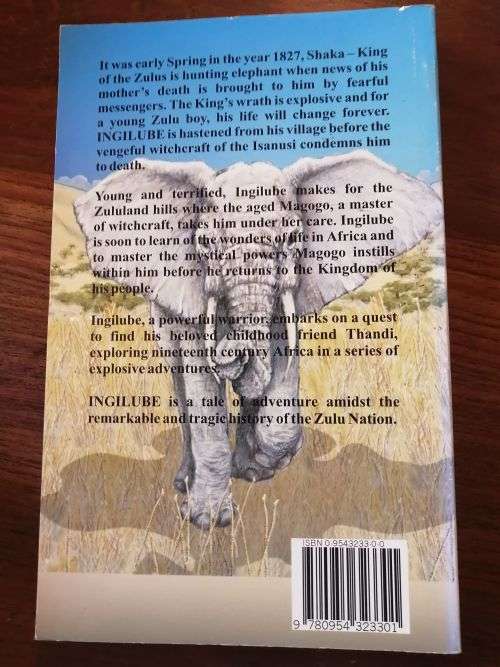 It was early Spring in the year 1827, Shaka – King
of the Zulus is hunting elephant when news of his
mother's death is brought to him by fearful
messengers. The King's wrath is explosive and for
a young Zulu boy, his life will change forever.
INGILUBE is hastened from his village before the
vengeful witchcraft of the Isanusi condemns him
to death.
Young and terrified, Ingilube makes for the
Zululand hills where the aged Magogo, a master
of witchcraft, takes him under her care. Ingilube
is soon to learn of the wonders of life in Africa and
to master the mystical powers Magogo instills
within him before he returns to the Kingdom of
his people.
Ingilube, a powerful warrior, embarks on a quest
to find his beloved childhood friend Thandi,
exploring nineteenth century Africa in a series of
explosive adventures.
INGILUBE is a tale of adventure amidst the
remarkable and tragic history of the Zulu Nation.
ISBN 0-9543233-0-0
9 780954 323301